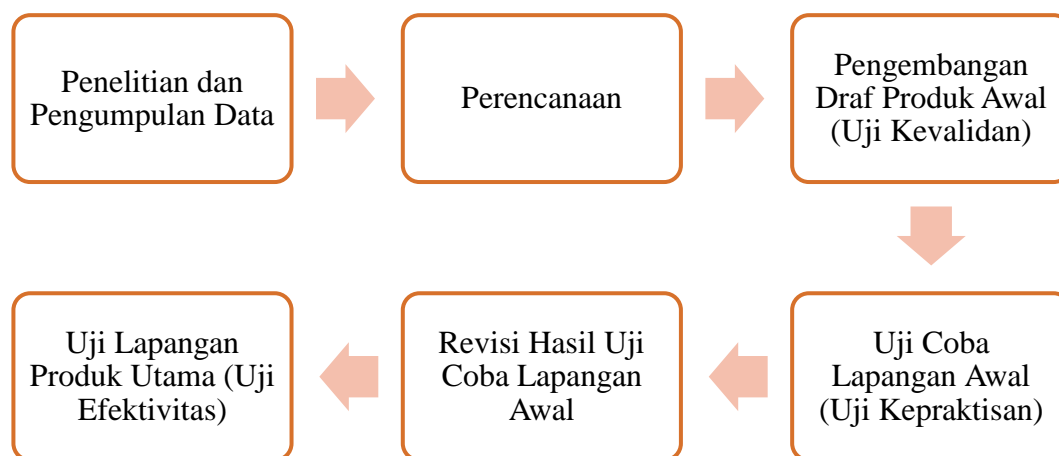 Penelitian dan
Pengumpulan Data
Perencanaan
Pengembangan
Draf Produk Awal
(Uji Kevalidan)
Uji Coba
Lapangan Awal
(Uji Kepraktisan)
Revisi Hasil Uji
Coba Lapangan
Awal
Uji Lapangan
Produk Utama (Uji
Efektivitas)